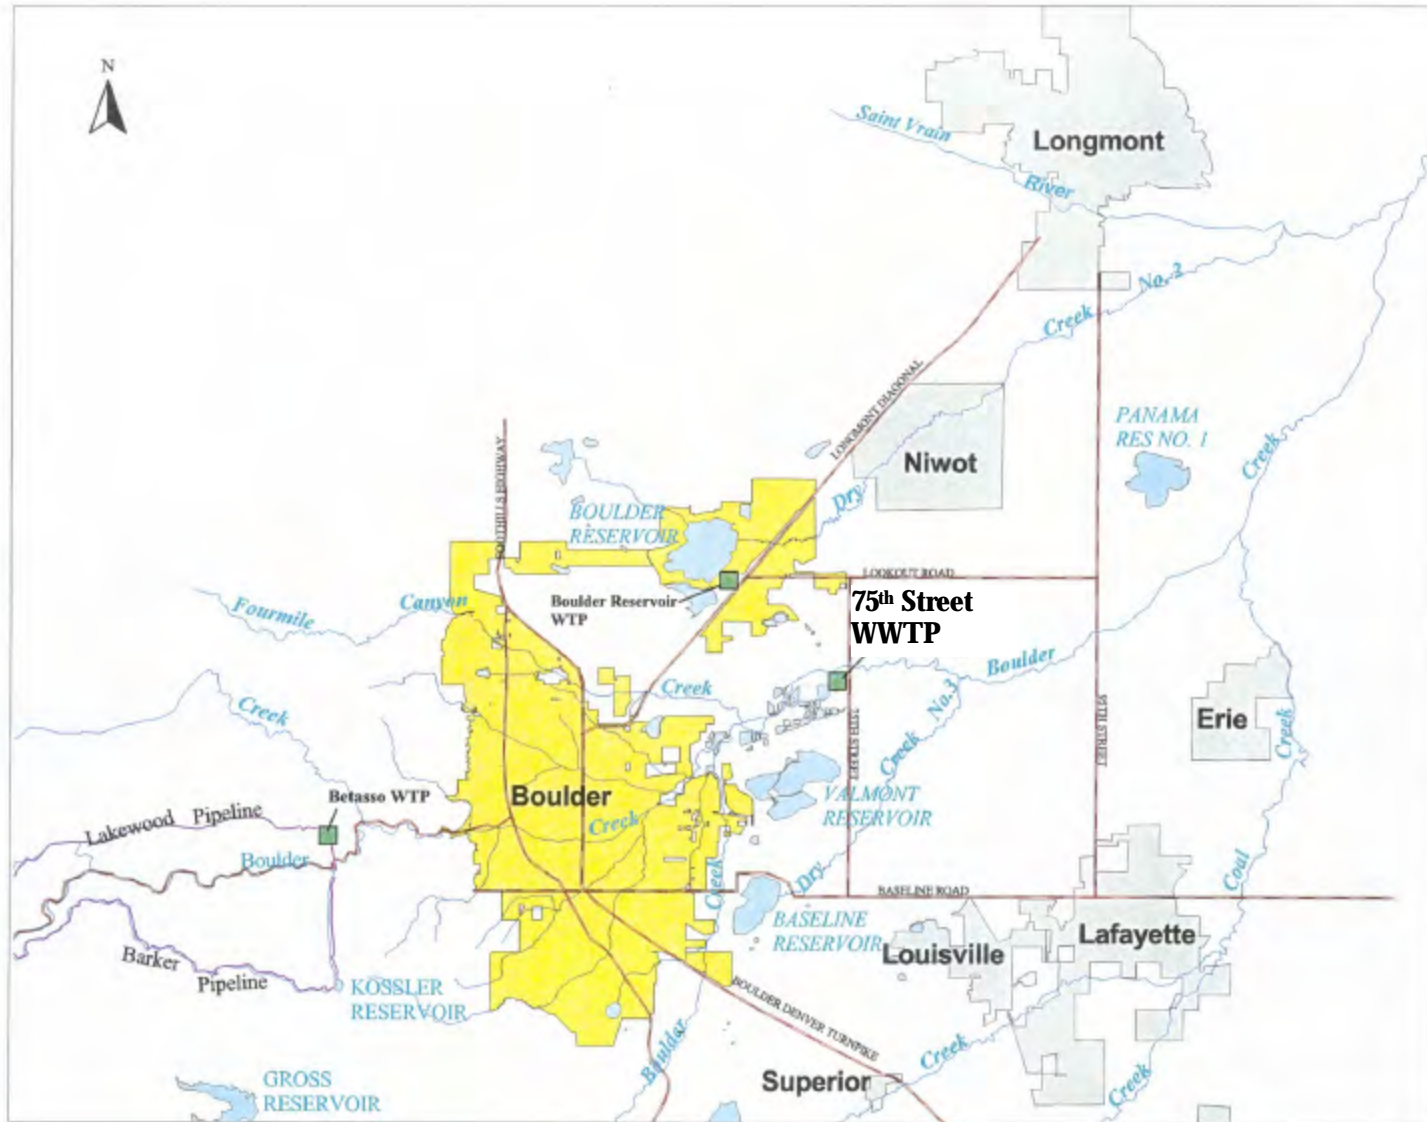 N
Saint Vrain
River
Longmont
Creek
No. 2
LONGMONT DIAGONAL
PANAMA
RES NO. 1
Niwot
Dry
Creek
FOOTHILLS HIGHWAY
BOULDER
RESERVOIR
LOOKOUT ROAD
Boulder Reservoir
WTP
75th Street
WWTP
Fourmile
Canyon
Creek
Boulder
Creek
No.3
Creek
75TH STREET
95TH STREET
Erie
Creek
Betasso WTP
Boulder
Creek
VALMONT
RESERVOIR
Lakewood Pipeline
Boulder
Creek
Dry
Coal
BASELINE ROAD
BASELINE
RESERVOIR
Louisville
Lafayette
Barker
Pipeline
KOSSLER
RESERVOIR
BOULDER DENVER TURNPIKE
Boulder
Creek
Superior
Creek
GROSS
RESERVOIR